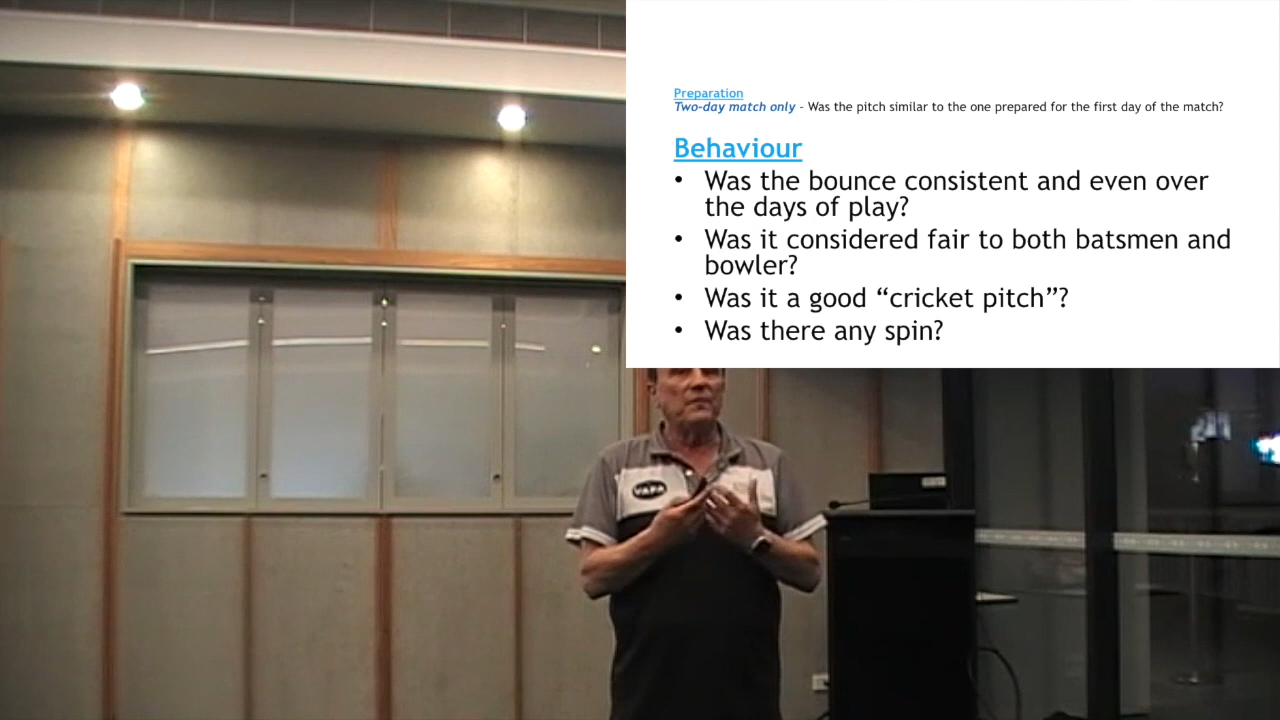 Preparation
Two-day match only - Was the pitch similar to the one prepared for the first day of the match?
Behaviour
• Was the bounce consistent and even over
the days of play?
• Was it considered fair to both batsmen and
bowler?
• Was it a good “cricket pitch”?
• Was there any spin?